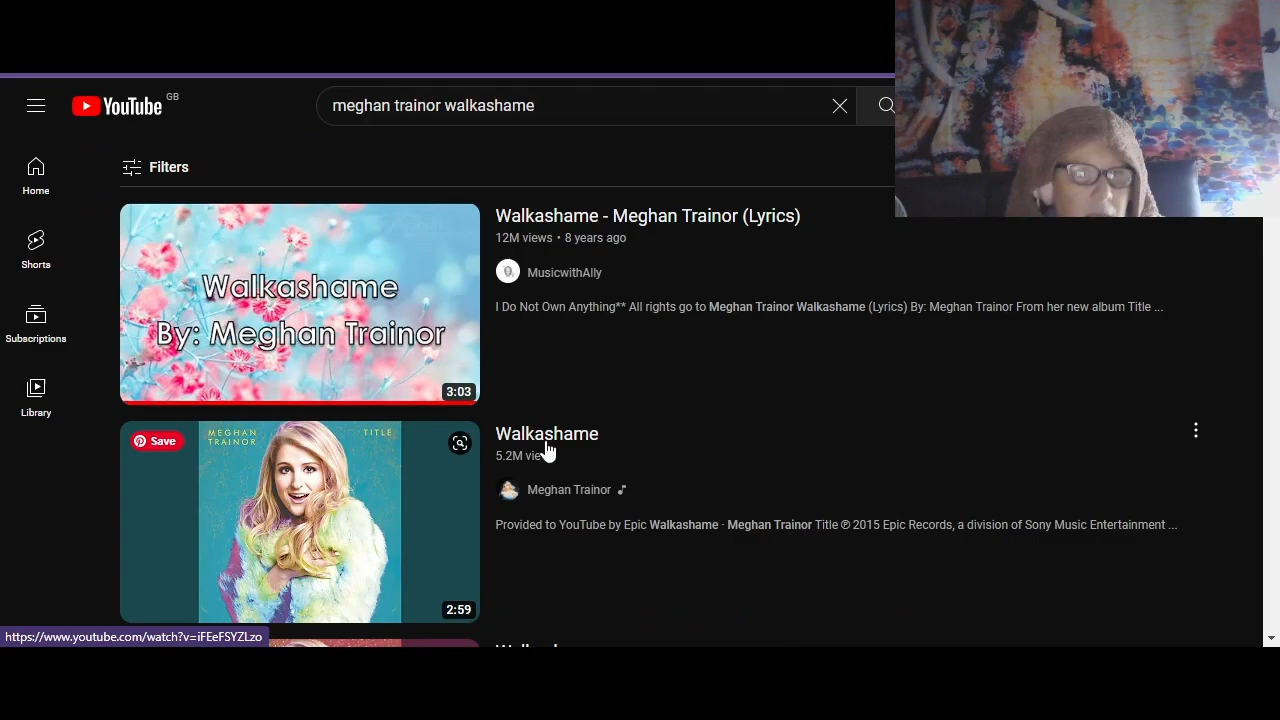 YouTube GB
meghan trainor walkashame
Filters
Home
Shorts
Subscriptions
Library
Walkashame
By: Meghan Trainor
3:03
Walkashame - Meghan Trainor (Lyrics)
12M views • 8 years ago
MusicwithAlly
I Do Not Own Anything** All rights go to Meghan Trainor Walkashame (Lyrics) By: Meghan Trainor From her new album Title ...
Save
MEGHAN TRAINOR
TITLE
2:59
Walkashame
5.2M vie
Meghan Trainor
Provided to YouTube by Epic Walkashame · Meghan Trainor Title ℗ 2015 Epic Records, a division of Sony Music Entertainment ...
https://www.youtube.com/watch?v=iFEeFSYZLzo